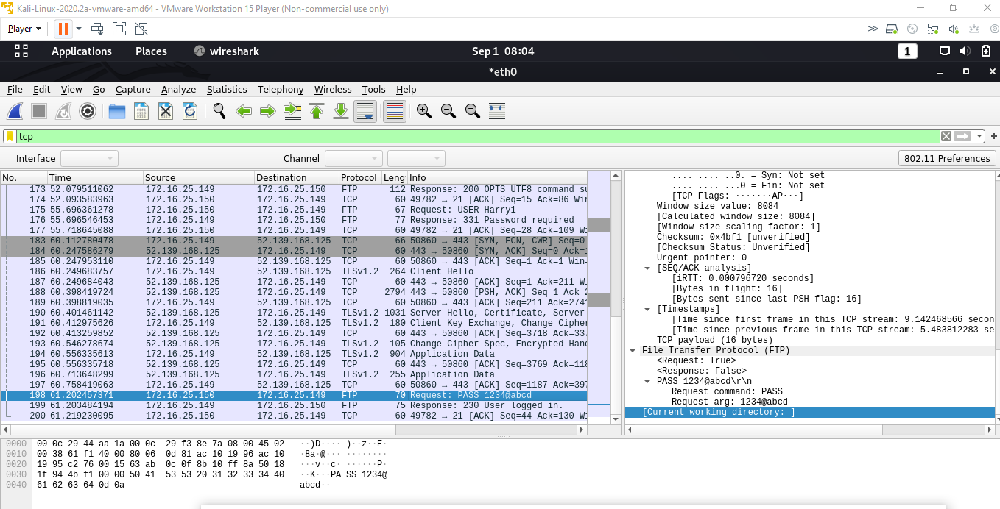 Kali-Linux-2020.2a-vmware-amd64 - VMware Workstation 15 Player (Non-commercial use only)
Player
Applications Places wireshark Sep 1 08:04 1
*eth0
File Edit View Go Capture Analyze Statistics Telephony Wireless Tools Help
tcp
Interface Channel 802.11 Preferences
No. Time Source Destination Protocol Lengt Info
173 52.079511062 172.16.25.149 172.16.25.150 FTP 112 Response: 200 OPTS UTF8 command su
174 52.093583963 172.16.25.150 172.16.25.149 TCP 60 49782 → 21 [ACK] Seq=15 Ack=86 Win
175 55.696361278 172.16.25.150 172.16.25.149 FTP 67 Request: USER Harry1
176 55.696546453 172.16.25.149 172.16.25.150 FTP 77 Response: 331 Password required
177 55.718645088 172.16.25.150 172.16.25.149 TCP 60 49782 → 21 [ACK] Seq=28 Ack=109 Wi
183 60.112780478 172.16.25.149 52.139.168.125 TCP 66 50860 → 443 [SYN, ECN, CWR] Seq=0
184 60.247586279 52.139.168.125 172.16.25.149 TCP 60 443 → 50860 [SYN, ACK] Seq=0 Ack=1
185 60.247953110 172.16.25.149 52.139.168.125 TCP 60 50860 → 443 [ACK] Seq=1 Ack=1 Win=
186 60.249683757 172.16.25.149 52.139.168.125 TLSv1.2 264 Client Hello
187 60.249684043 52.139.168.125 172.16.25.149 TCP 60 443 → 50860 [ACK] Seq=1 Ack=211 Wi
188 60.398419724 52.139.168.125 172.16.25.149 TCP 2794 443 → 50860 [PSH, ACK] Seq=1 Ack=2
189 60.398819035 172.16.25.149 52.139.168.125 TCP 60 50860 → 443 [ACK] Seq=211 Ack=2741
190 60.401461142 52.139.168.125 172.16.25.149 TLSv1.2 1031 Server Hello, Certificate, Server
191 60.412975626 172.16.25.149 52.139.168.125 TLSv1.2 180 Client Key Exchange, Change Cipher
192 60.413259852 52.139.168.125 172.16.25.149 TCP 60 443 → 50860 [ACK] Seq=3718 Ack=337
193 60.546278674 52.139.168.125 172.16.25.149 TLSv1.2 105 Change Cipher Spec, Encrypted Hand
194 60.556335613 172.16.25.149 52.139.168.125 TLSv1.2 904 Application Data
195 60.556335718 52.139.168.125 172.16.25.149 TCP 60 443 → 50860 [ACK] Seq=3769 Ack=118
196 60.713648299 52.139.168.125 172.16.25.149 TLSv1.2 255 Application Data
197 60.758419063 172.16.25.149 52.139.168.125 TCP 60 50860 → 443 [ACK] Seq=1187 Ack=397
198 61.202457371 172.16.25.150 172.16.25.149 FTP 70 Request: PASS 1234@abcd
199 61.203484194 172.16.25.149 172.16.25.150 FTP 75 Response: 230 User logged in.
200 61.219230095 172.16.25.150 172.16.25.149 TCP 60 49782 → 21 [ACK] Seq=44 Ack=130 Wi
.... .... ..0. = Syn: Not set
.... .... ...0 = Fin: Not set
[TCP Flags: ·······AP···]
Window size value: 8084
[Calculated window size: 8084]
[Window size scaling factor: 1]
Checksum: 0x4bf1 [unverified]
[Checksum Status: Unverified]
Urgent pointer: 0
[SEQ/ACK analysis]
[iRTT: 0.000796720 seconds]
[Bytes in flight: 16]
[Bytes sent since last PSH flag: 16]
[Timestamps]
[Time since first frame in this TCP stream: 9.142468566 secon
[Time since previous frame in this TCP stream: 5.483812283 se
TCP payload (16 bytes)
File Transfer Protocol (FTP)
<Request: True>
<Response: False>
PASS 1234@abcd\r\n
Request command: PASS
Request arg: 1234@abcd
[Current working directory: ]
0000 00 0c 29 44 aa 1a 00 0c 29 f3 8e 7a 08 00 45 02 ··)D···· )··z··E·
0010 00 38 61 f1 40 00 80 06 0d 81 ac 10 19 96 ac 10 ·8a·@··· ········
0020 19 95 c2 76 00 15 63 ab 0c 0f 8b 10 ff 8a 50 18 ···v··c· ······P·
0030 1f 94 4b f1 00 00 50 41 53 53 20 31 32 33 34 40 ··K···PA SS 1234@
0040 61 62 63 64 0d 0a abcd··